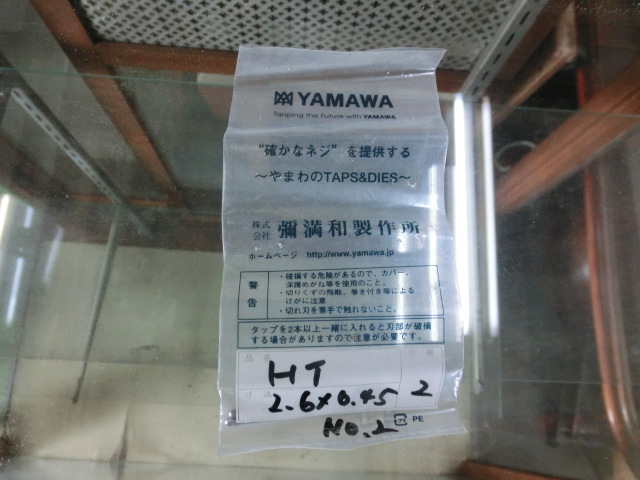 YAMAWA
Tapping the Future with YAMAWA
“確かなネジ” を提供する
～やまわのTAPS&DIES～
株式会社 彌満和製作所
ホームページ http://www.yamawa.jp
警告
・破損する危険があるので、カバー、
保護めがね等を使用のこと。
・切りくずの飛散、巻き付き等による
けがに注意
・切れ刃を素手で触れないこと。
タップを2本以上一緒に入れると刃部が破損
する場合がありますので注意が必要です。
品名
HT
寸法
2.6×0.45 2
No.2
PE